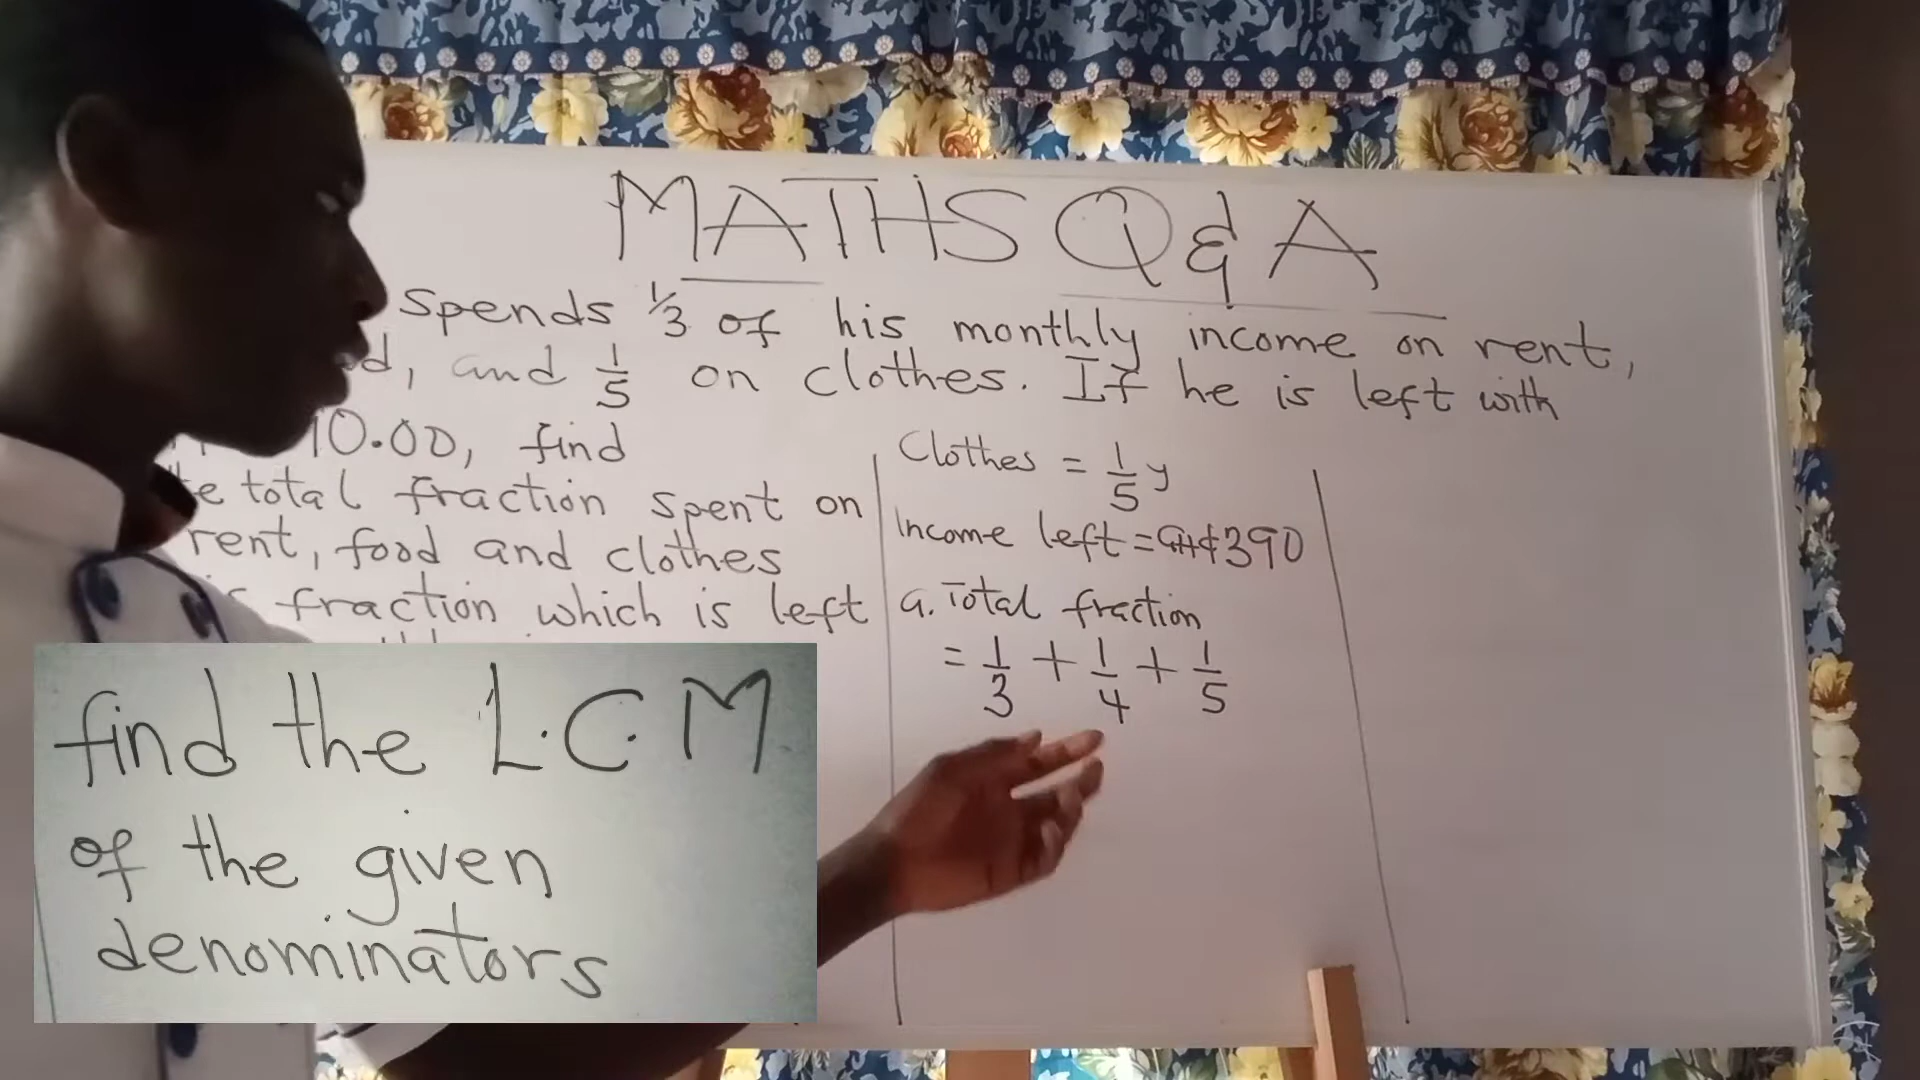 MATHS Q & A
spends 1/3 of his monthly income on rent,
d, and 1/5 on clothes. If he is left with
10.00, find
e total fraction spent on
rent, food and clothes
fraction which is left
Clothes = 1/5 y
Income left = GH¢390
a. Total fraction
= 1/3 + 1/4 + 1/5
find the L.C.M
of the given
denominators